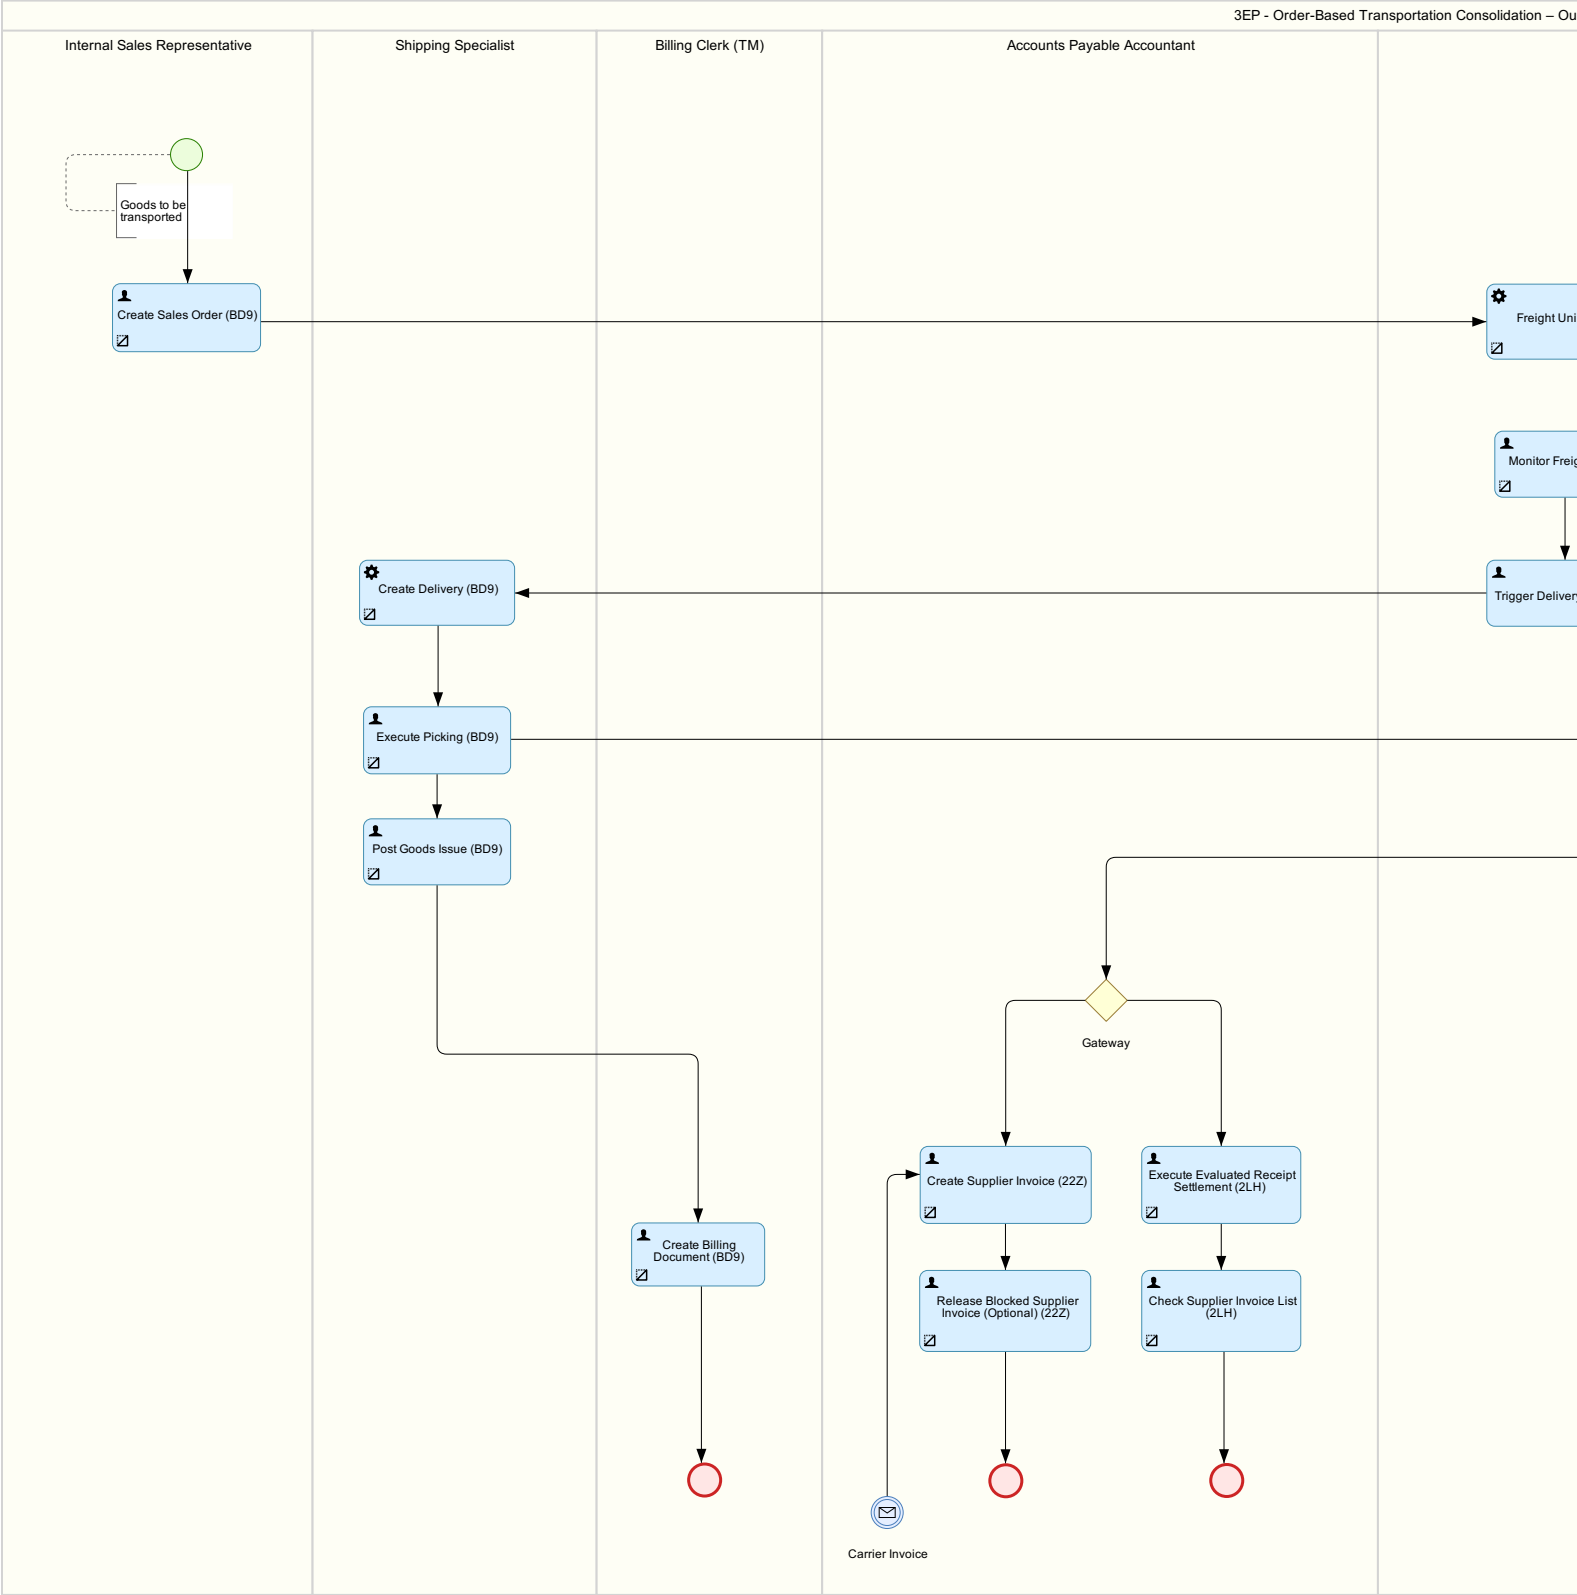 3EP - Order-Based Transportation Consolidation – Ou
Internal Sales Representative
Shipping Specialist
Billing Clerk (TM)
Accounts Payable Accountant
Goods to be
transported
Create Sales Order (BD9)
Freight Uni
Monitor Freig
Create Delivery (BD9)
Trigger Delivery
Execute Picking (BD9)
Post Goods Issue (BD9)
Gateway
Create Supplier Invoice (22Z)
Execute Evaluated Receipt
Settlement (2LH)
Create Billing
Document (BD9)
Release Blocked Supplier
Invoice (Optional) (22Z)
Check Supplier Invoice List
(2LH)
Carrier Invoice